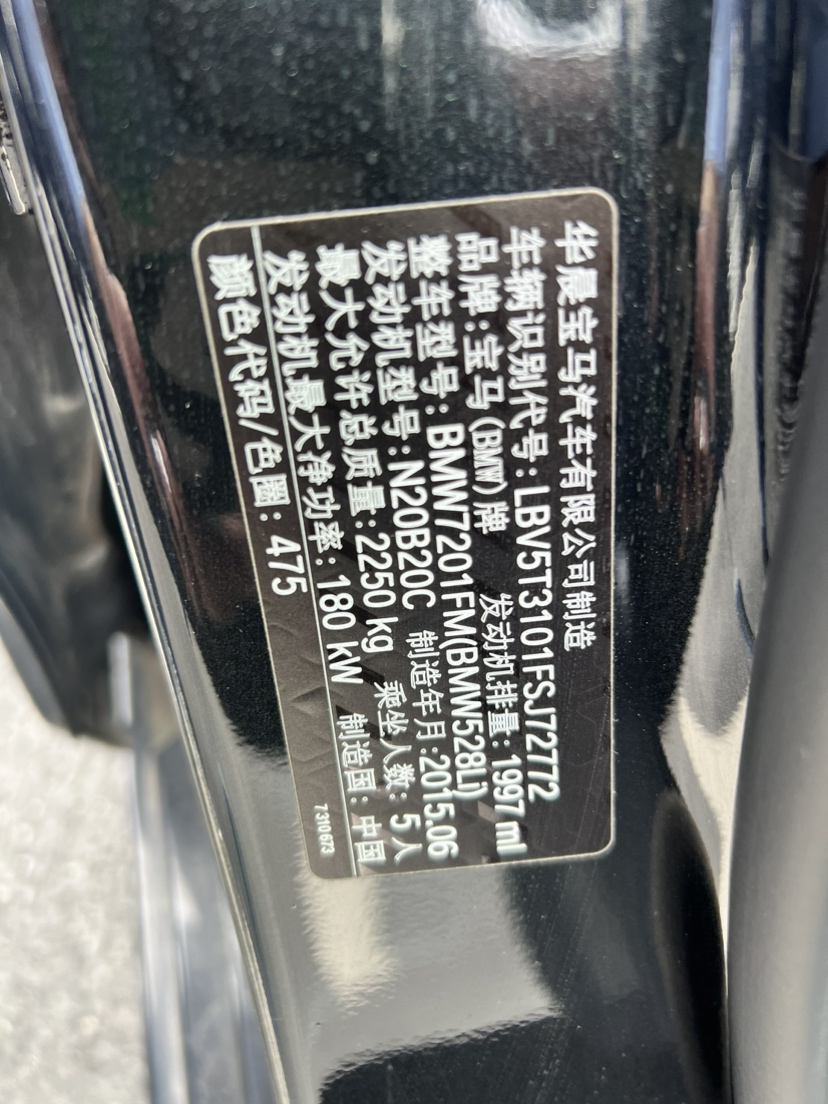 华晨宝马汽车有限公司制造
车辆识别代号: LBV5T3101FSJ72772
品牌: 宝马(BMW)牌 发动机排量: 1997 ml
整车型号: BMW7201FM(BMW528Li)
发动机型号: N20B20C 制造年月: 2015.06
最大允许总质量: 2250 kg 乘坐人数: 5人
发动机最大净功率: 180 kW 制造国: 中国
颜色代码/色圈: 475
7 310 673